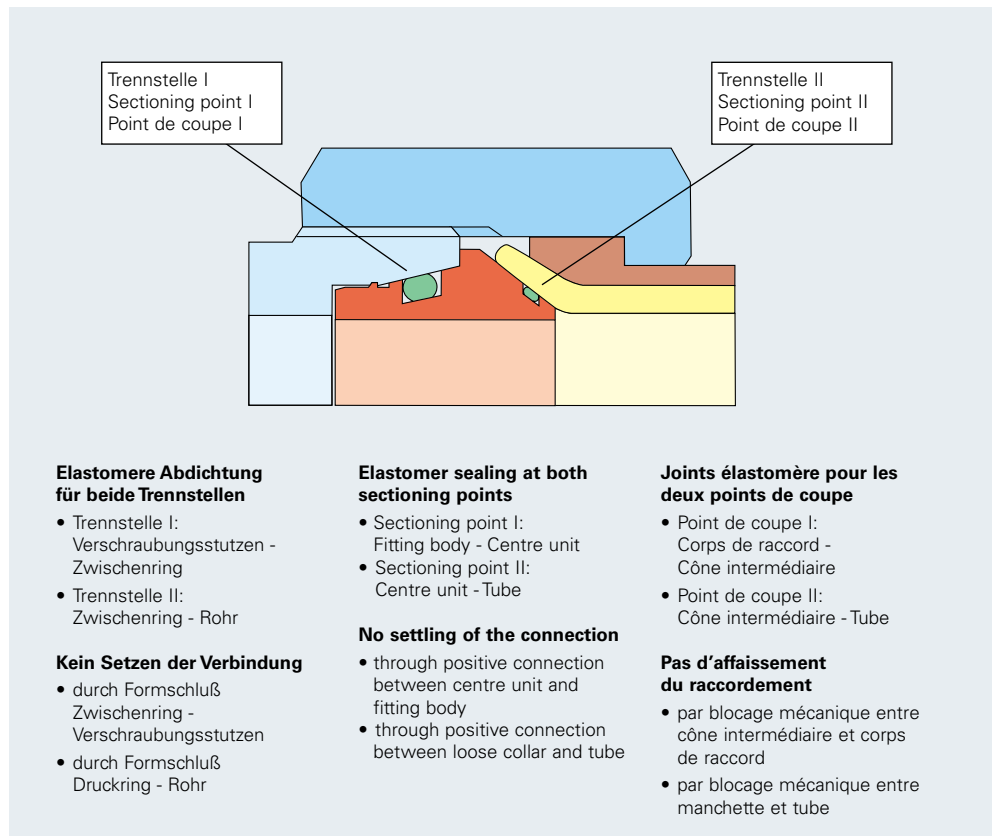 Trennstelle I
Sectioning point I
Point de coupe I
Trennstelle II
Sectioning point II
Point de coupe II
Elastomere Abdichtung
für beide Trennstellen
• Trennstelle I:
Verschraubungsstutzen -
Zwischenring
• Trennstelle II:
Zwischenring - Rohr
Kein Setzen der Verbindung
• durch Formschluß
Zwischenring -
Verschraubungsstutzen
• durch Formschluß
Druckring - Rohr
Elastomer sealing at both
sectioning points
• Sectioning point I:
Fitting body - Centre unit
• Sectioning point II:
Centre unit - Tube
No settling of the connection
• through positive connection
between centre unit and
fitting body
• through positive connection
between loose collar and tube
Joints élastomère pour les
deux points de coupe
• Point de coupe I:
Corps de raccord -
Cône intermédiaire
• Point de coupe II:
Cône intermédiaire - Tube
Pas d’affaissement
du raccordement
• par blocage mécanique entre
cône intermédiaire et corps
de raccord
• par blocage mécanique entre
manchette et tube